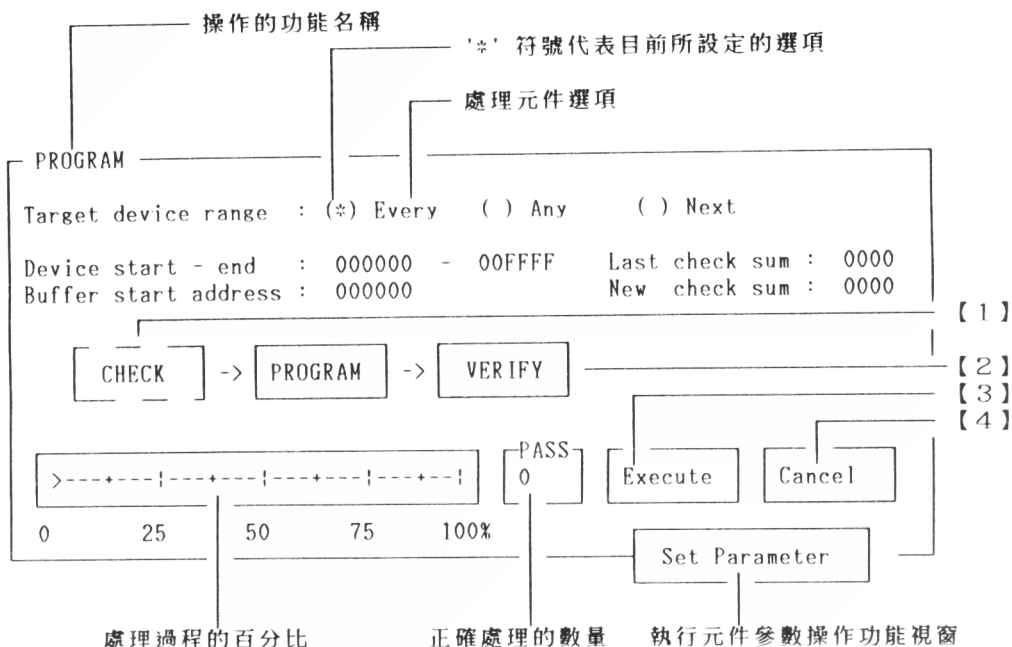 操作的功能名稱
'*' 符號代表目前所設定的選項
處理元件選項
PROGRAM
Target device range : (*) Every ( ) Any ( ) Next
Device start - end : 000000 - 00FFFF Last check sum : 0000
Buffer start address : 000000 New check sum : 0000
【1】
CHECK -> PROGRAM -> VERIFY 【2】
【3】
【4】
PASS
>---+---¦---+---¦---+---¦---+--¦ 0 Execute Cancel
0 25 50 75 100%
Set Parameter
處理過程的百分比 正確處理的數量 執行元件參數操作功能視窗